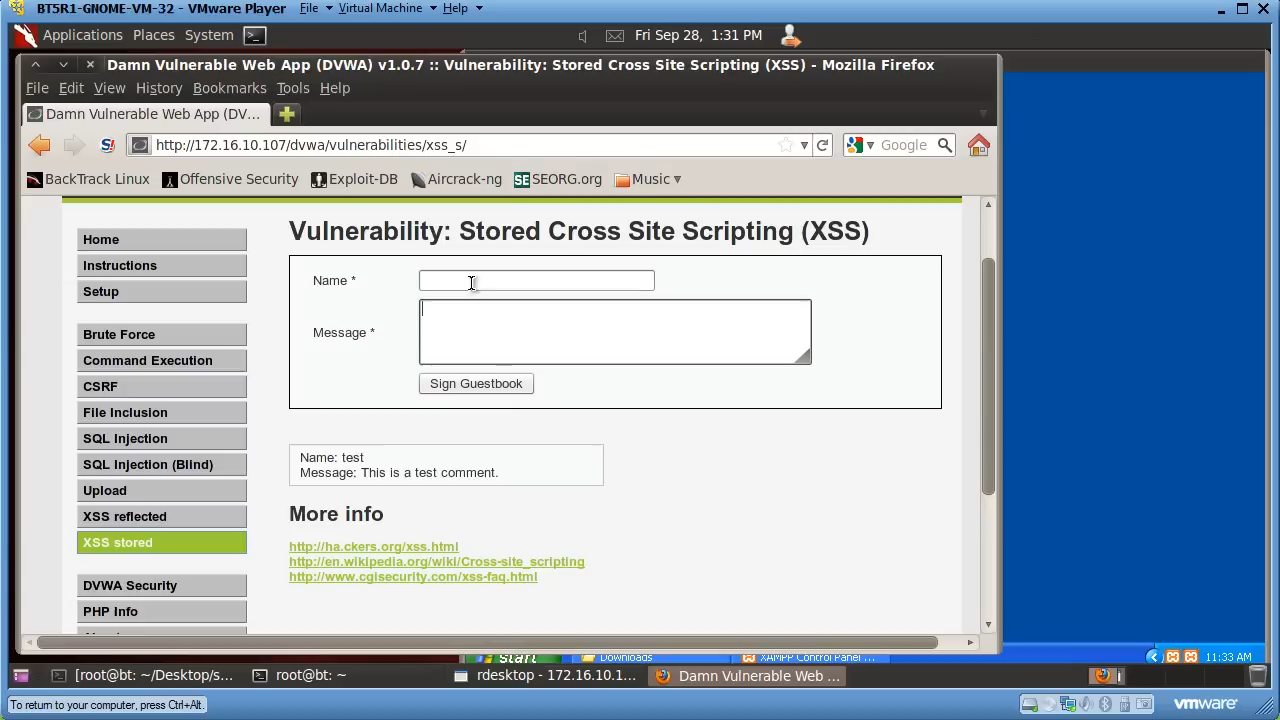 BT5R1-GNOME-VM-32 - VMware Player File Virtual Machine Help
Applications Places System Fri Sep 28, 1:31 PM
Damn Vulnerable Web App (DVWA) v1.0.7 :: Vulnerability: Stored Cross Site Scripting (XSS) - Mozilla Firefox
File Edit View History Bookmarks Tools Help
Damn Vulnerable Web App (DV...
http://172.16.10.107/dvwa/vulnerabilities/xss_s/ Google
BackTrack Linux Offensive Security Exploit-DB Aircrack-ng SEORG.org Music
Vulnerability: Stored Cross Site Scripting (XSS)
Home
Instructions
Setup
Brute Force
Command Execution
CSRF
File Inclusion
SQL Injection
SQL Injection (Blind)
Upload
XSS reflected
XSS stored
DVWA Security
PHP Info
Name *
Message *
Sign Guestbook
Name: test
Message: This is a test comment.
More info
http://ha.ckers.org/xss.html
http://en.wikipedia.org/wiki/Cross-site_scripting
http://www.cgisecurity.com/xss-faq.html
start Downloads XAMPP Control Panel ... 11:33 AM
[root@bt: ~/Desktop/s... root@bt: ~ rdesktop - 172.16.10.1... Damn Vulnerable Web ...
To return to your computer, press Ctrl+Alt. vmware